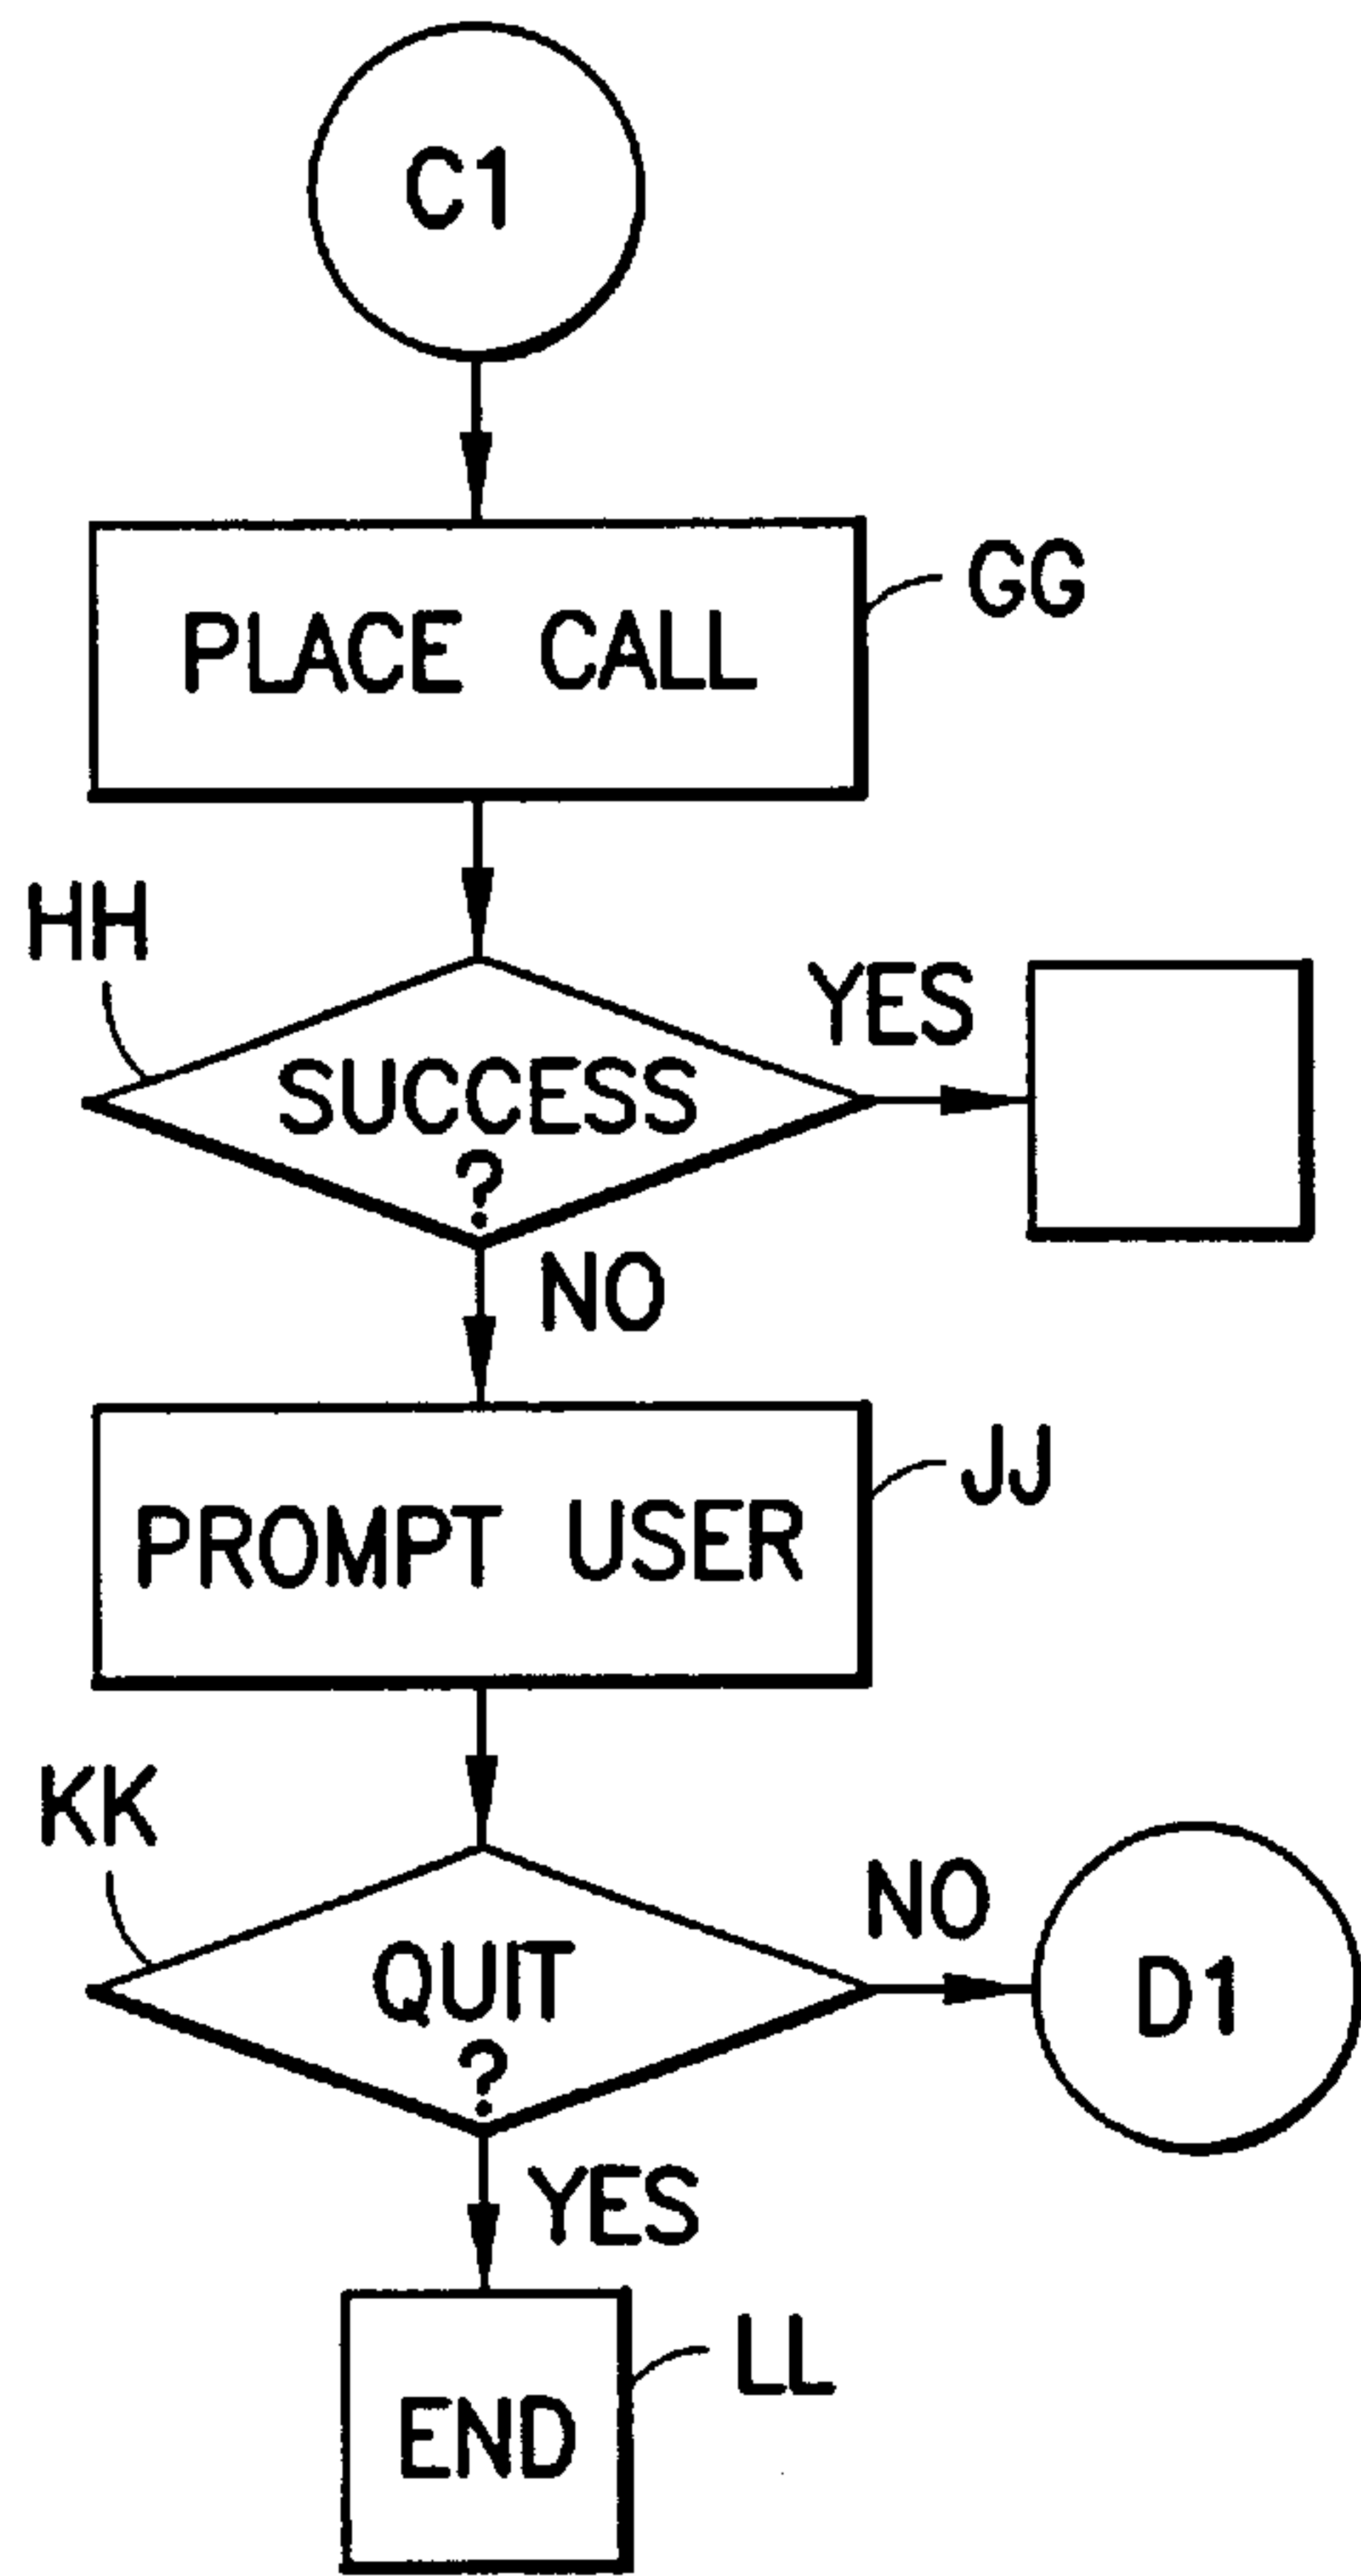 C1
PLACE CALL
GG
HH
SUCCESS
?
YES
NO
PROMPT USER
JJ
KK
QUIT
?
NO
D1
YES
END
LL